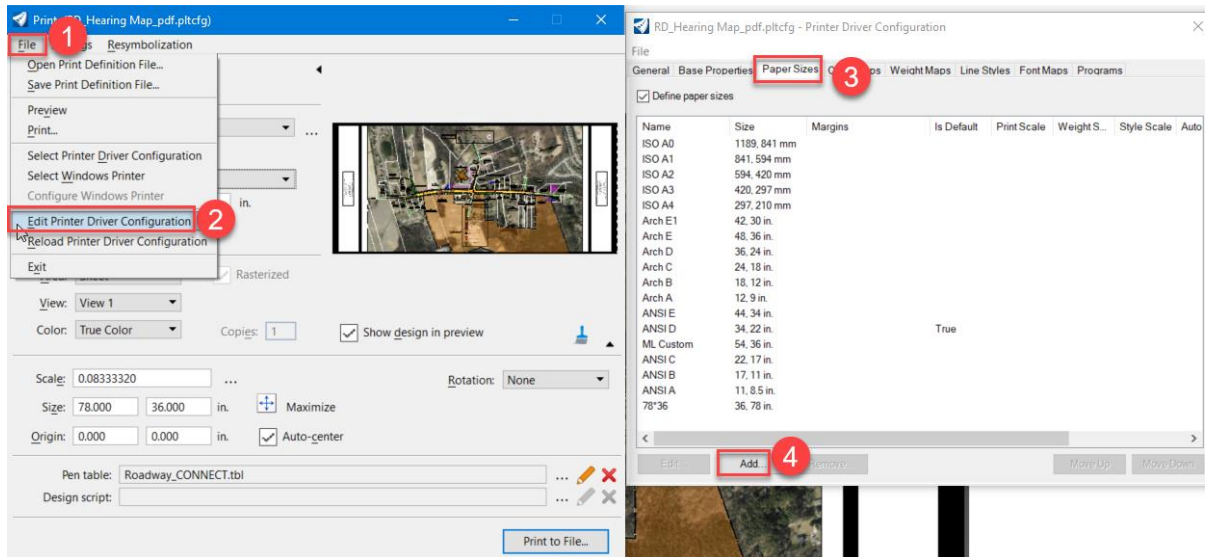 Print (RD_Hearing Map_pdf.pltcfg)
File Resymbolization
1
Open Print Definition File...
Save Print Definition File...
Preview
Print...
Select Printer Driver Configuration
Select Windows Printer
Configure Windows Printer
in.
Edit Printer Driver Configuration
2
Reload Printer Driver Configuration
Exit
Rasterized
View: View 1
Color: True Color Copies: 1 Show design in preview
Scale: 0.08333320 ... Rotation: None
Size: 78.000 36.000 in. Maximize
Origin: 0.000 0.000 in. Auto-center
Pen table: Roadway_CONNECT.tbl ...
Design script: ...
Print to File...
RD_Hearing Map_pdf.pltcfg - Printer Driver Configuration
File
General Base Properties Paper Sizes Weight Maps Line Styles Font Maps Programs
3
Define paper sizes
Name Size Margins Is Default Print Scale Weight S... Style Scale Auto
ISO A0 1189, 841 mm
ISO A1 841, 594 mm
ISO A2 594, 420 mm
ISO A3 420, 297 mm
ISO A4 297, 210 mm
Arch E1 42, 30 in.
Arch E 48, 36 in.
Arch D 36, 24 in.
Arch C 24, 18 in.
Arch B 18, 12 in.
Arch A 12, 9 in.
ANSI E 44, 34 in.
ANSI D 34, 22 in. True
ML Custom 54, 36 in.
ANSI C 22, 17 in.
ANSI B 17, 11 in.
ANSI A 11, 8.5 in.
78*36 36, 78 in.
Edit... Add... 4 Remove... Move Up Move Down